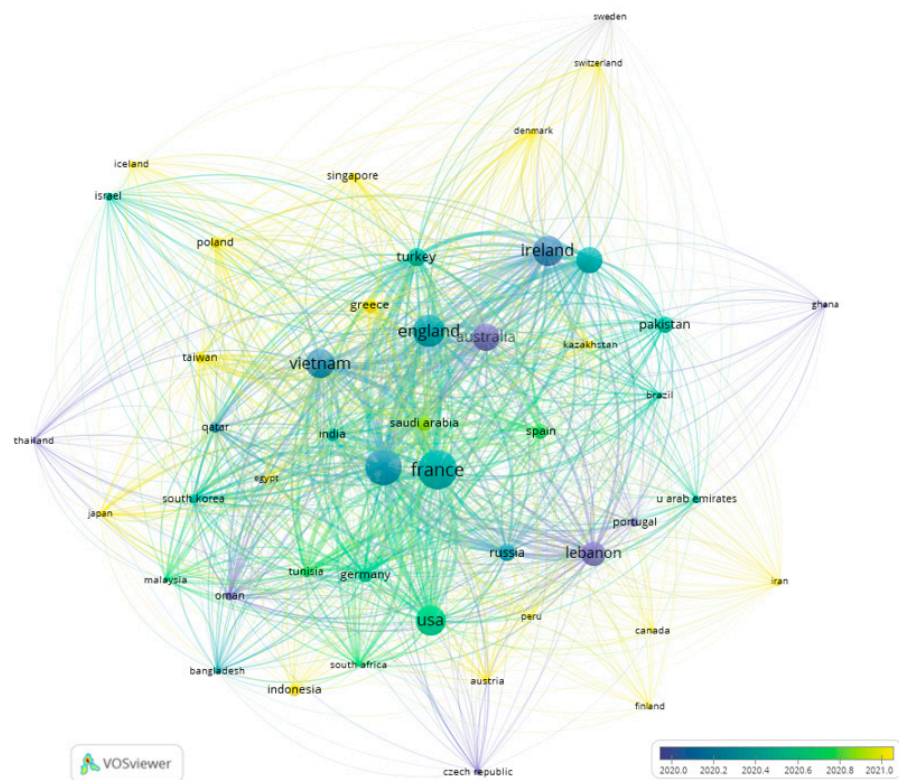 sweden
switzerland
denmark
iceland
singapore
israel
poland
ireland
turkey
ghana
greece
pakistan
england
australia
kazakhstan
taiwan
vietnam
brazil
saudi arabia
qatar
india
spain
thailand
france
egypt
south korea
u arab emirates
japan
portugal
russia
lebanon
tunisia
germany
malaysia
iran
oman
peru
usa
canada
south africa
bangladesh
austria
indonesia
finland
czech republic
VOSviewer
2020.0 2020.2 2020.4 2020.6 2020.8 2021.0